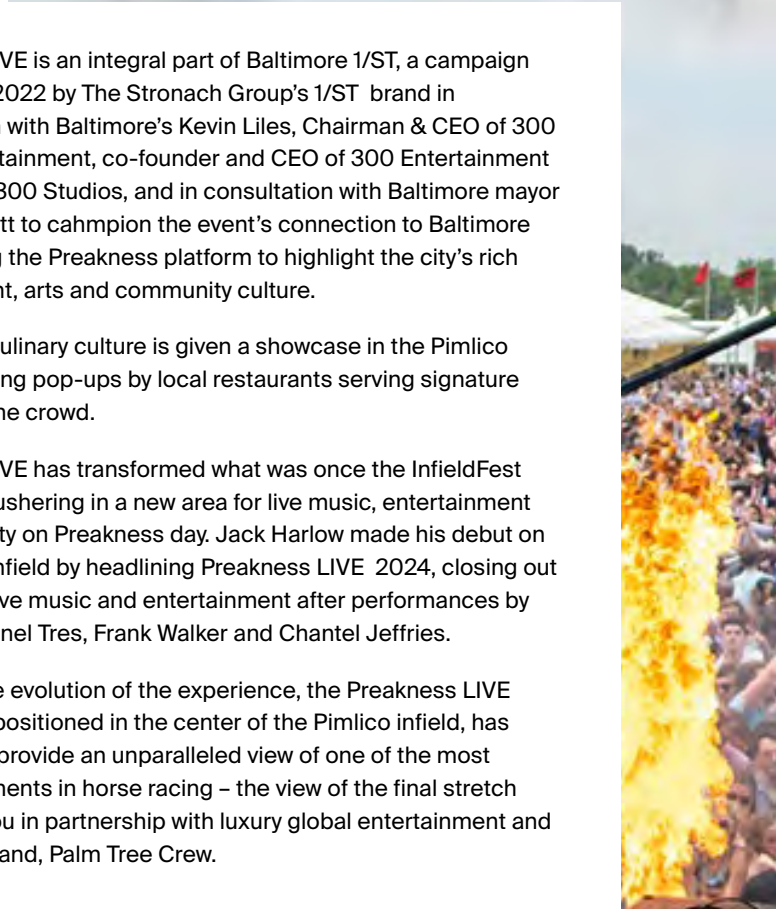 VE is an integral part of Baltimore 1/ST, a campaign
2022 by The Stronach Group's 1/ST brand in
with Baltimore's Kevin Liles, Chairman & CEO of 300
tainment, co-founder and CEO of 300 Entertainment
300 Studios, and in consultation with Baltimore mayor
tt to cahmpion the event's connection to Baltimore
the Preakness platform to highlight the city's rich
t, arts and community culture.
ulinary culture is given a showcase in the Pimlico
ng pop-ups by local restaurants serving signature
he crowd.
VE has transformed what was once the InfieldFest
ushering in a new area for live music, entertainment
ty on Preakness day. Jack Harlow made his debut on
nfield by headlining Preakness LIVE 2024, closing out
ve music and entertainment after performances by
nel Tres, Frank Walker and Chantel Jeffries.
e evolution of the experience, the Preakness LIVE
positioned in the center of the Pimlico infield, has
provide an unparalleled view of one of the most
ents in horse racing – the view of the final stretch
ou in partnership with luxury global entertainment and
and, Palm Tree Crew.